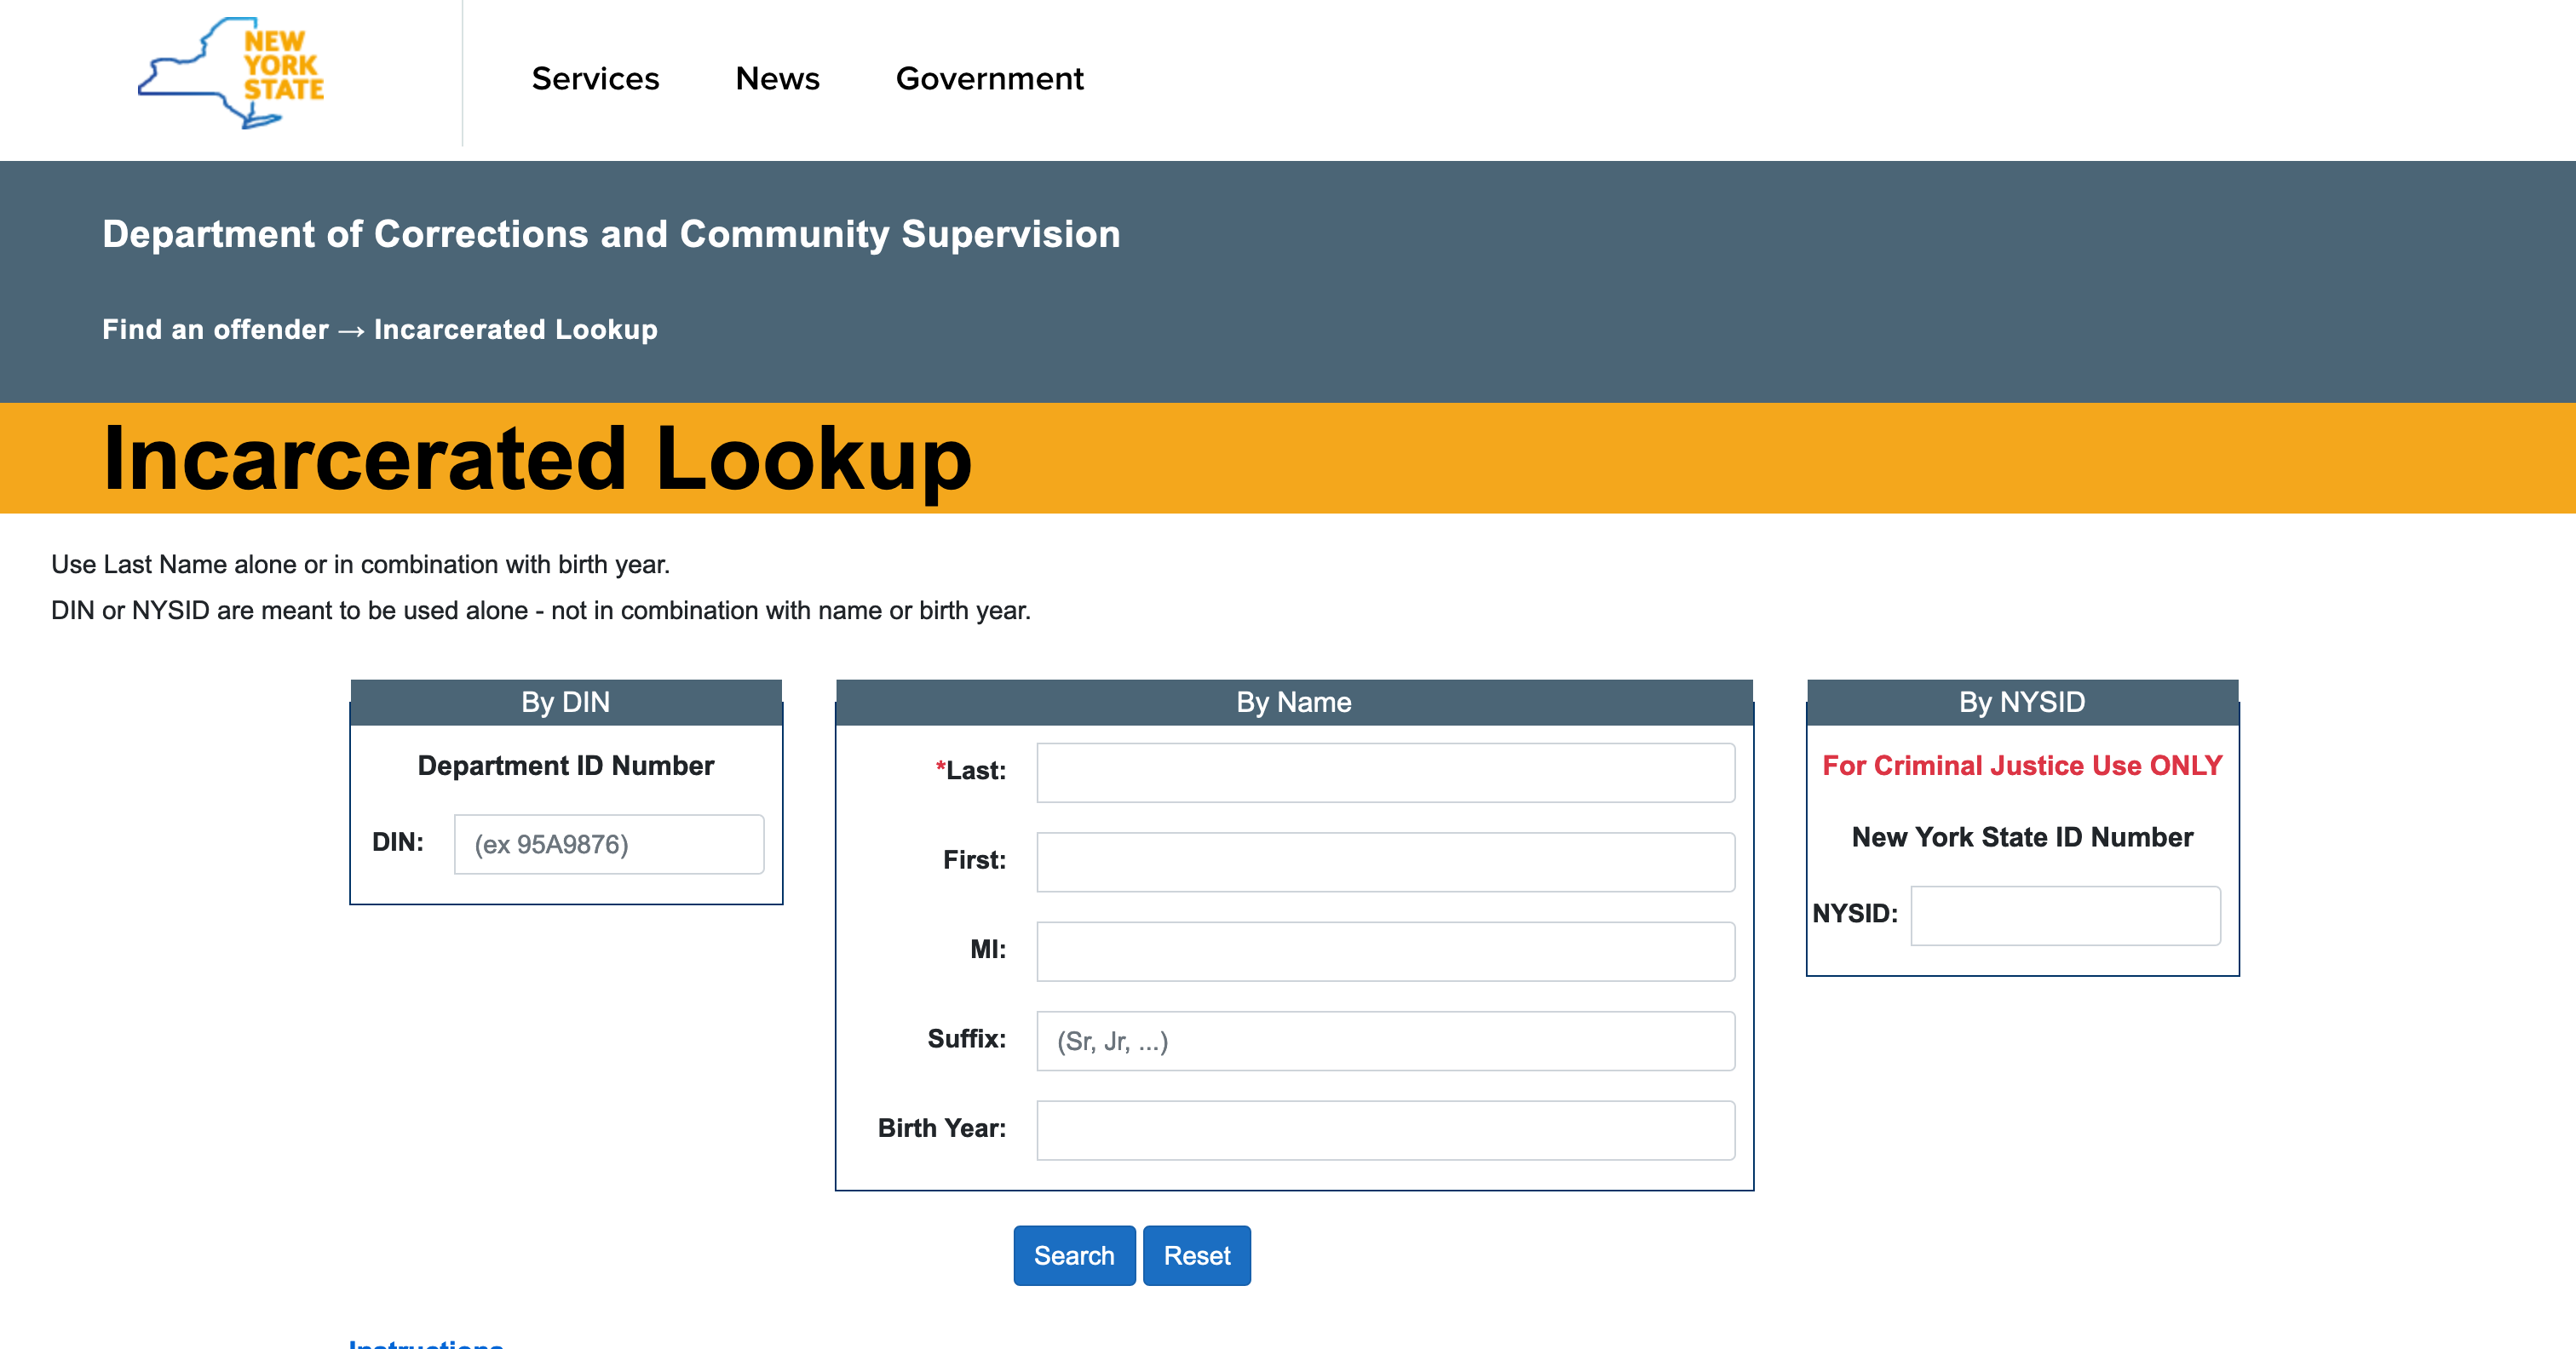 NEW
YORK
STATE
Services News Government
Department of Corrections and Community Supervision
Find an offender → Incarcerated Lookup
Incarcerated Lookup
Use Last Name alone or in combination with birth year.
DIN or NYSID are meant to be used alone - not in combination with name or birth year.
By DIN
Department ID Number
DIN: (ex 95A9876)
By Name
*Last:
First:
MI:
Suffix: (Sr, Jr, ...)
Birth Year:
By NYSID
For Criminal Justice Use ONLY
New York State ID Number
NYSID:
Search Reset
Instructions